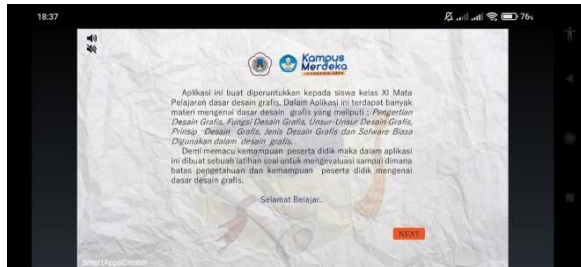 18:37
76%
Kampus
Merdeka
INDONESIA JAYA
Aplikasi ini buat diperuntukkan kepada siswa kelas XI Mata
Pelajaran dasar desain grafis. Dalam Aplikasi ini terdapat banyak
materi mengenai dasar desain grafis yang meliputi : Pengertian
Desain Grafis, Fungsi Desain Grafis, Unsur-Unsur Desain Grafis,
Prinsip Desain Grafis, Jenis Desain Grafis dan Sofware Biasa
Digunakan dalam desain grafis.
Demi memacu kemampuan peserta didik maka dalam aplikasi
ini dibuat sebuah latihan soal untuk mengevaluasi sampai dimana
batas pengetahuan dan kemampuan peserta didik mengenai
dasar desain grafis.
Selamat Belajar..
NEXT
SmartAppsCreator